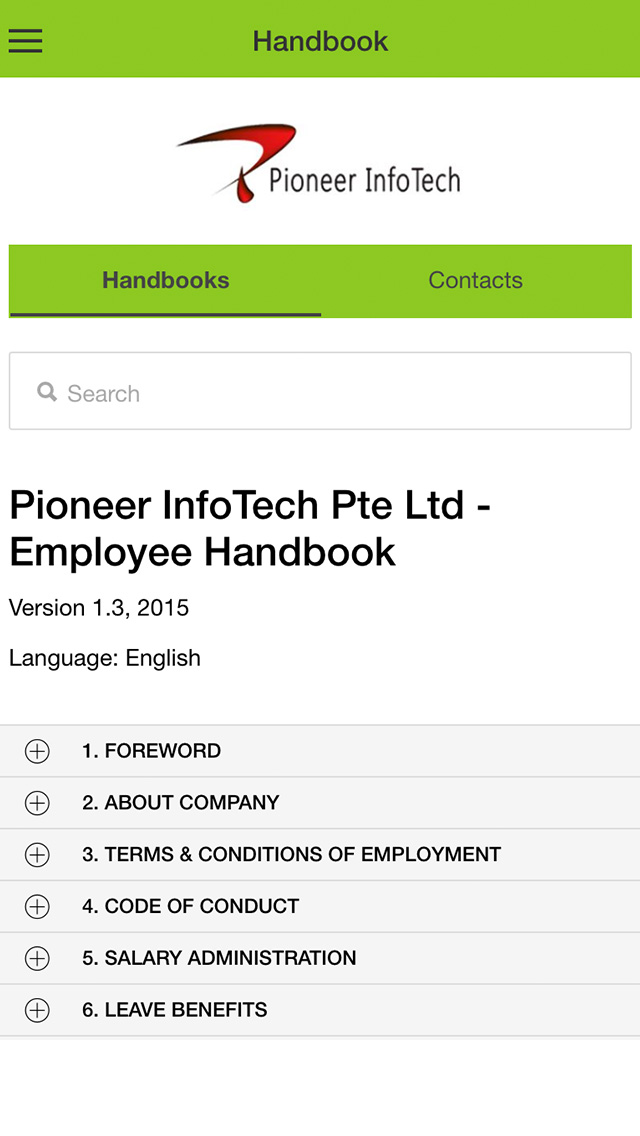 Handbook
Pioneer InfoTech
Handbooks Contacts
Search
Pioneer InfoTech Pte Ltd -
Employee Handbook
Version 1.3, 2015
Language: English
1. FOREWORD
2. ABOUT COMPANY
3. TERMS & CONDITIONS OF EMPLOYMENT
4. CODE OF CONDUCT
5. SALARY ADMINISTRATION
6. LEAVE BENEFITS